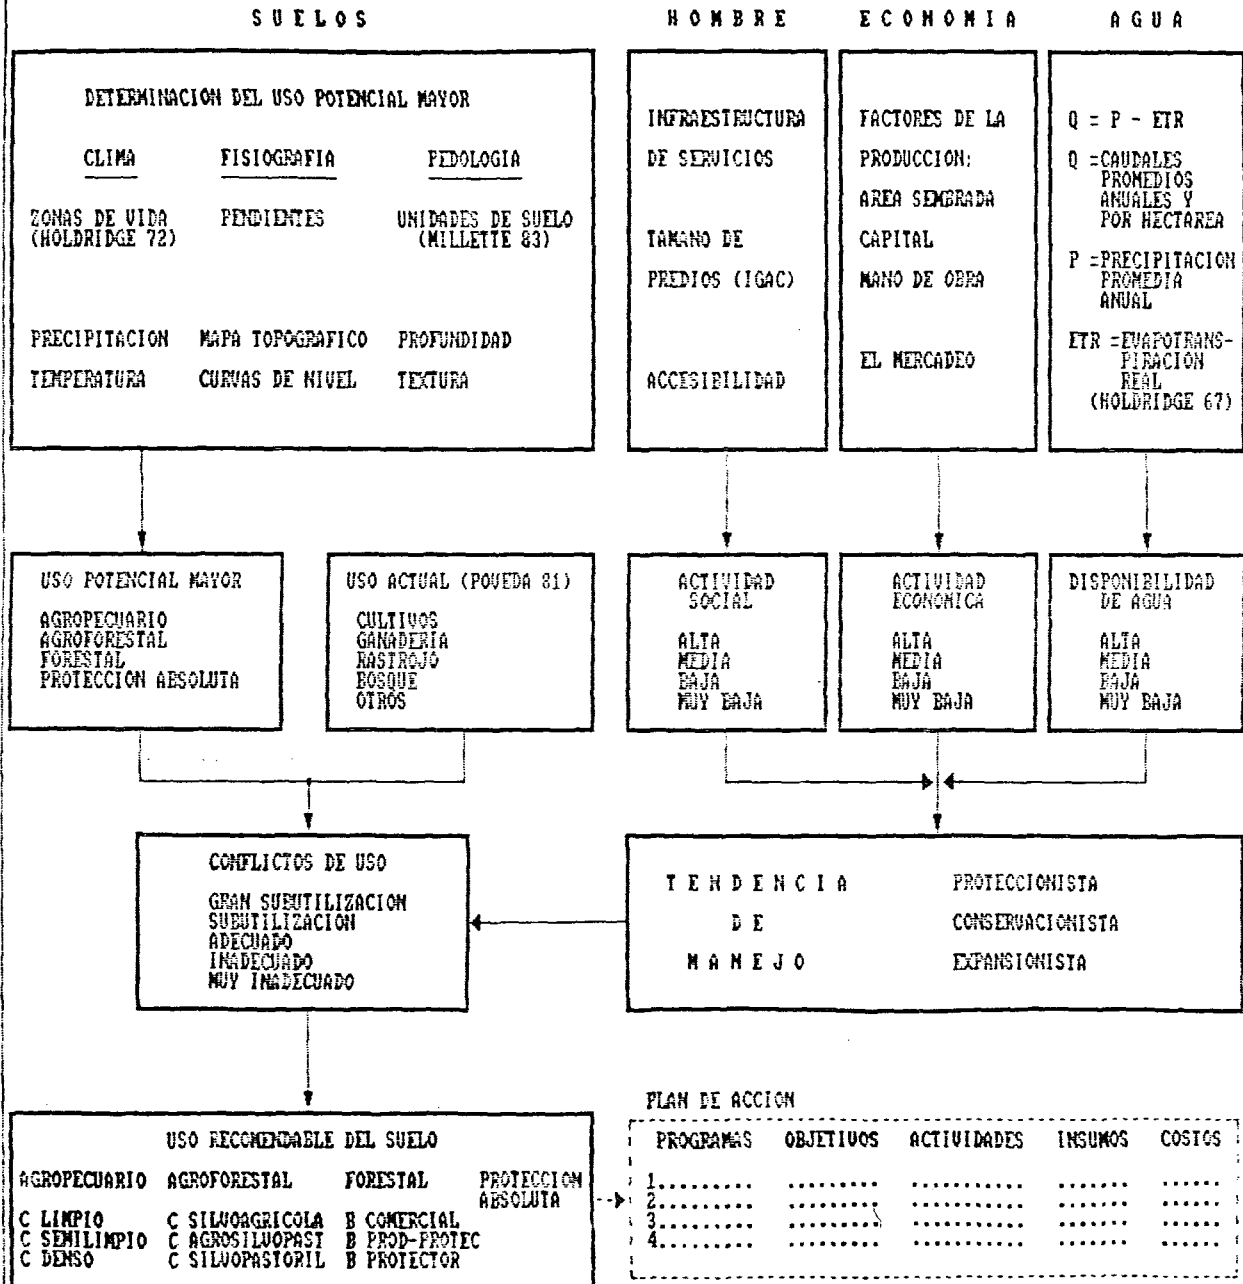 S U E L O S
H O M B R E
E C O N O M I A
A G U A
DETERMINACION DEL USO POTENCIAL MAYOR
CLIMA FISIOGRAFIA PEDOLOGIA
ZONAS DE VIDA PENDIENTES UNIDADES DE SUELO
(HOLDRIDGE 72) (MILLETTE 83)
PRECIPITACION MAPA TOPOGRAFICO PROFUNDIDAD
TEMPERATURA CURVAS DE NIVEL TEXTURA
INFRAESTRUCTURA
DE SERVICIOS
TAMANO DE
PREDIOS (IGAC)
ACCESIBILIDAD
FACTORES DE LA
PRODUCCION:
AREA SEMBRADA
CAPITAL
MANO DE OBRA
EL MERCADEO
Q = P - ETR
Q =CAUDALES
PROMEDIOS
ANUALES Y
POR HECTAREA
P =PRECIPITACION
PROMEDIA
ANUAL
ETR =EVAPOTRANS-
PIRACION
REAL
(HOLDRIDGE 67)
USO POTENCIAL MAYOR
AGROPECUARIO
AGROFORESTAL
FORESTAL
PROTECCION ABSOLUTA
USO ACTUAL (POVEDA 81)
CULTIVOS
GANADERIA
RASTROJO
BOSQUE
OTROS
ACTIVIDAD
SOCIAL
ALTA
MEDIA
BAJA
MUY BAJA
ACTIVIDAD
ECONOMICA
ALTA
MEDIA
BAJA
MUY BAJA
DISPONIBILIDAD
DE AGUA
ALTA
MEDIA
BAJA
MUY BAJA
CONFLICTOS DE USO
GRAN SUBUTILIZACION
SUBUTILIZACION
ADECUADO
INADECUADO
MUY INADECUADO
T E N D E N C I A PROTECCIONISTA
D E CONSERVACIONISTA
M A N E J O EXPANSIONISTA
USO RECOMENDABLE DEL SUELO
AGROPECUARIO AGROFORESTAL FORESTAL PROTECCION
ABSOLUTA
C LIMPIO C SILVOAGRICOLA B COMERCIAL
C SEMILIMPIO C AGROSILVOPAST B PROD-PROTEC
C DENSO C SILVOPASTORIL B PROTECTOR
PLAN DE ACCION
PROGRAMAS OBJETIVOS ACTIVIDADES INSUMOS COSTOS
1......... ......... ........... ....... ......
2......... ......... ........... ....... ......
3......... ......... ........... ....... ......
4......... ......... ........... ....... ......